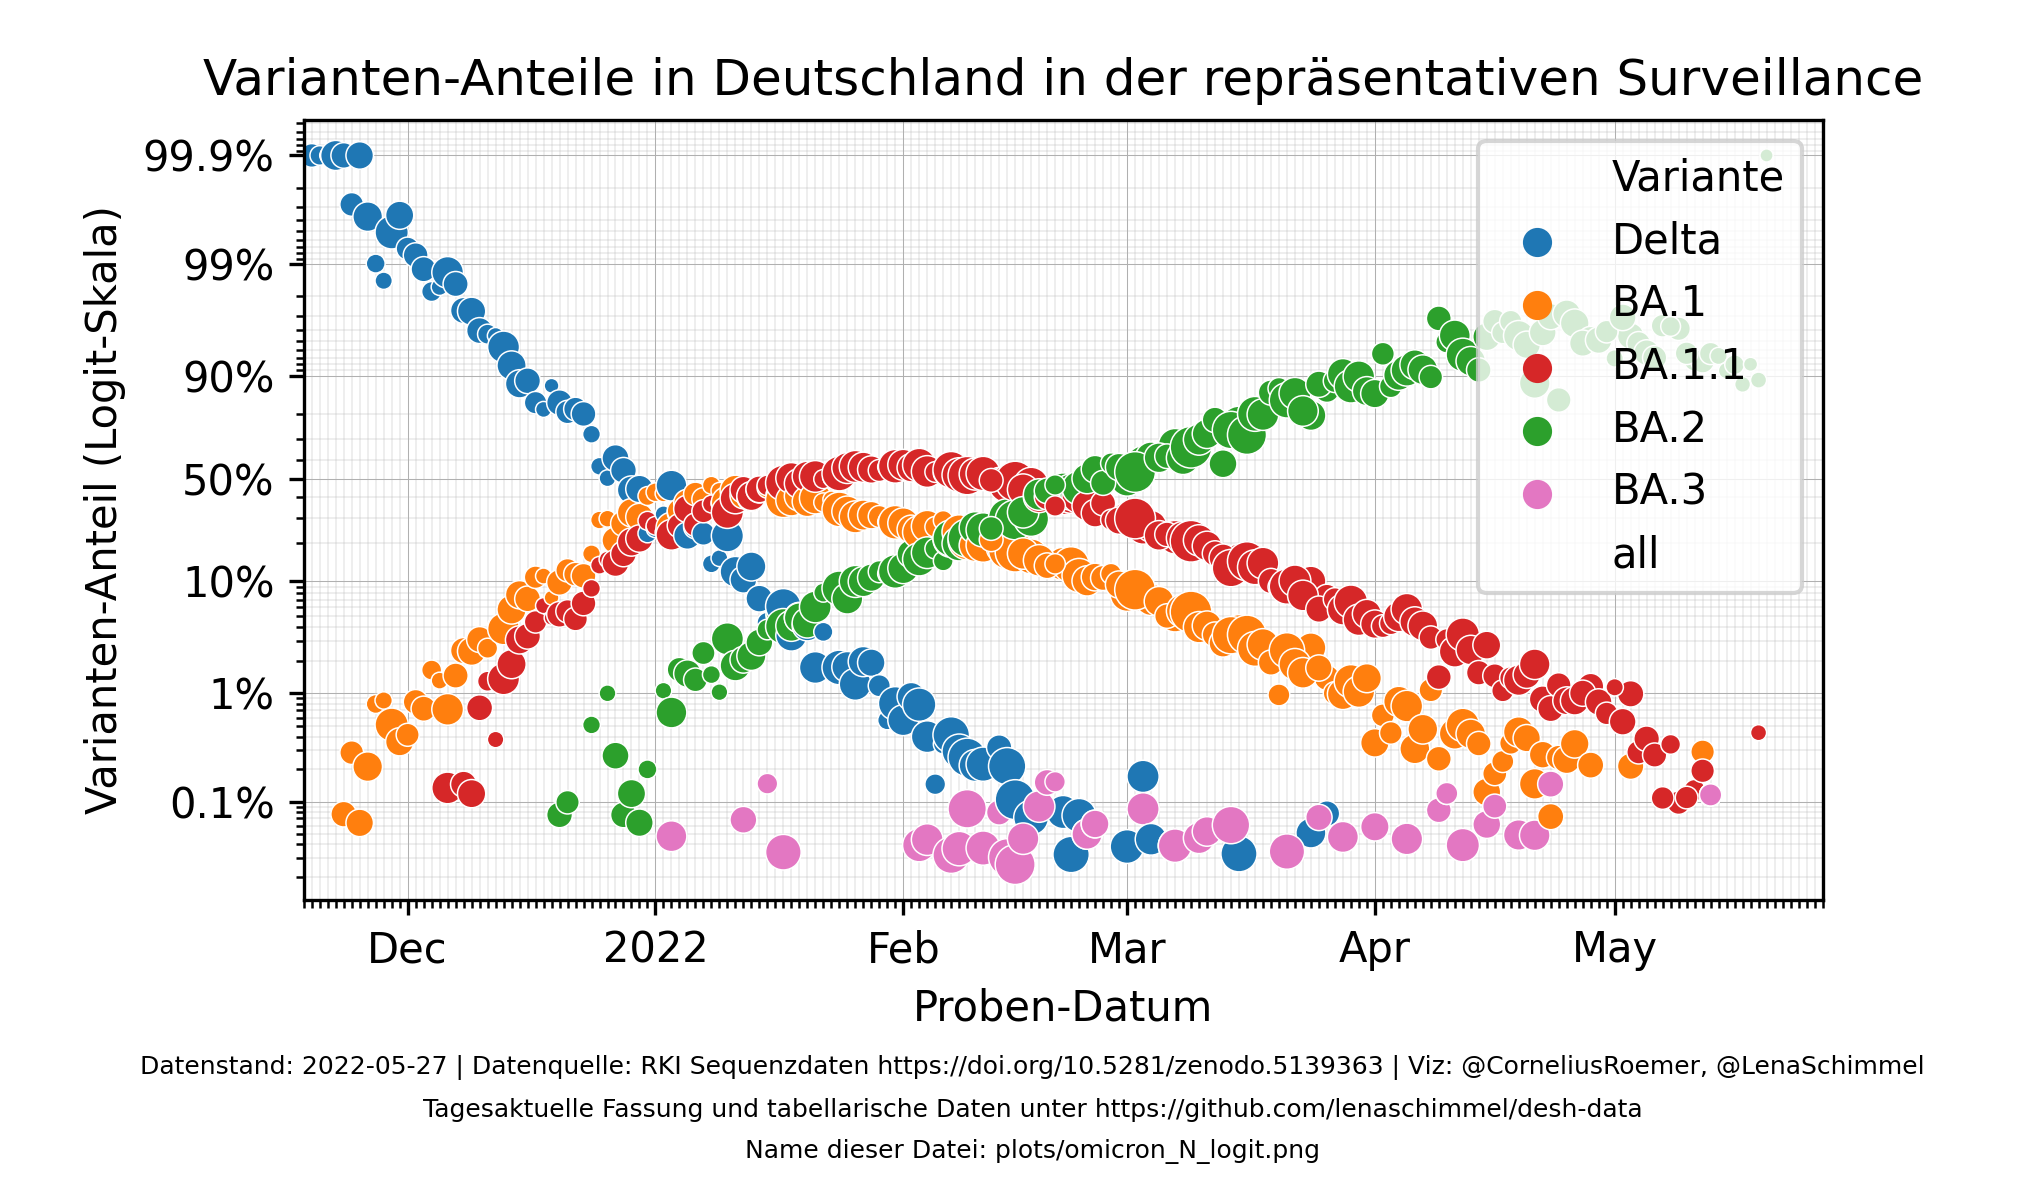 Varianten-Anteile in Deutschland in der repräsentativen Surveillance
Varianten-Anteil (Logit-Skala)
99.9%
99%
90%
50%
10%
1%
0.1%
Variante
Delta
BA.1
BA.1.1
BA.2
BA.3
all
Dec 2022 Feb Mar Apr May
Proben-Datum
Datenstand: 2022-05-27 | Datenquelle: RKI Sequenzdaten https://doi.org/10.5281/zenodo.5139363 | Viz: @CorneliusRoemer, @LenaSchimmel
Tagesaktuelle Fassung und tabellarische Daten unter https://github.com/lenaschimmel/desh-data
Name dieser Datei: plots/omicron_N_logit.png